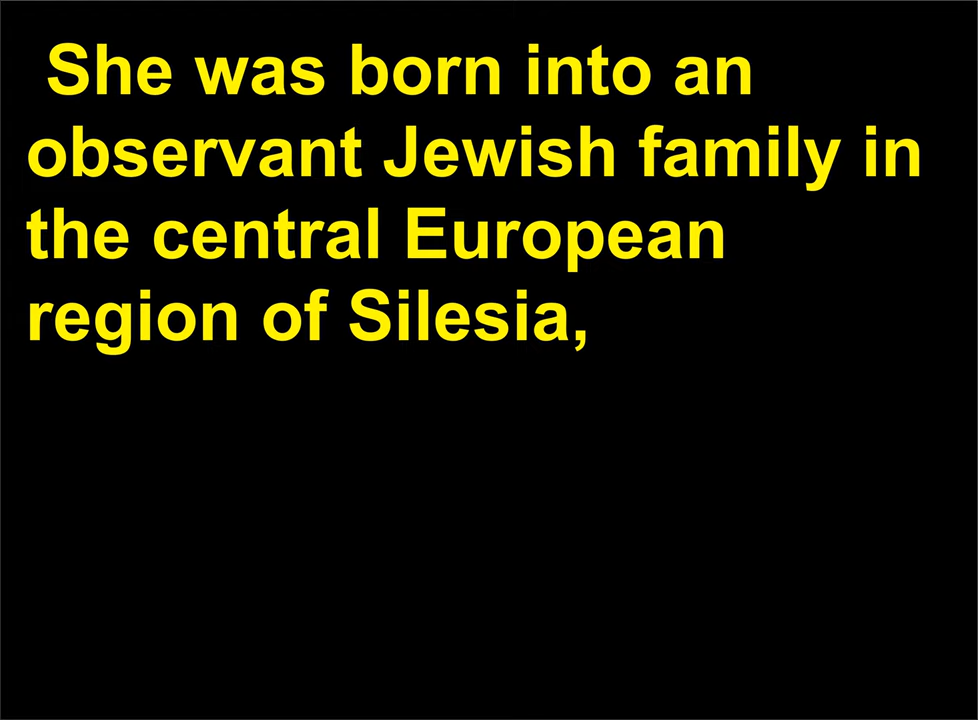 She was born into an
observant Jewish family in
the central European
region of Silesia,